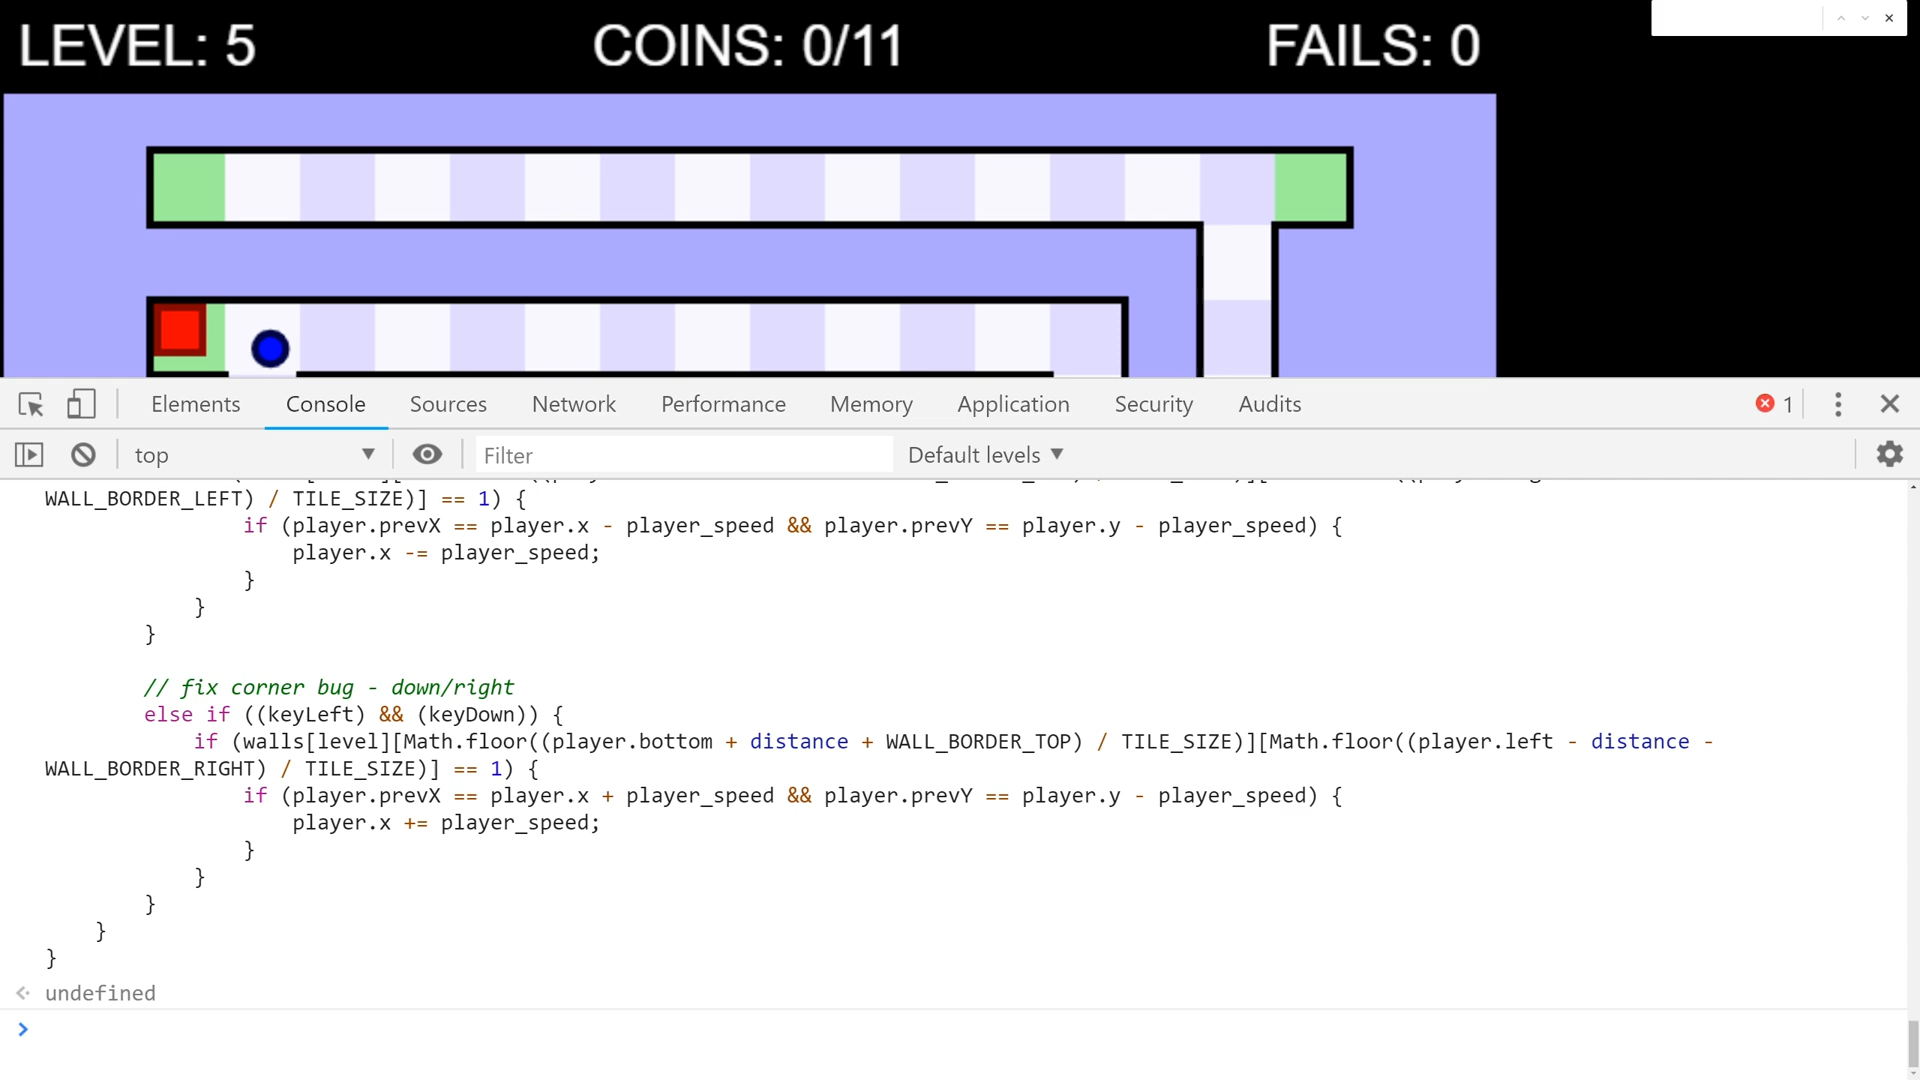 LEVEL: 5 COINS: 0/11 FAILS: 0
Elements Console Sources Network Performance Memory Application Security Audits 1
top Filter Default levels
WALL_BORDER_LEFT) / TILE_SIZE)] == 1) {
if (player.prevX == player.x - player_speed && player.prevY == player.y - player_speed) {
player.x -= player_speed;
}
}
}
// fix corner bug - down/right
else if ((keyLeft) && (keyDown)) {
if (walls[level][Math.floor((player.bottom + distance + WALL_BORDER_TOP) / TILE_SIZE)][Math.floor((player.left - distance -
WALL_BORDER_RIGHT) / TILE_SIZE)] == 1) {
if (player.prevX == player.x + player_speed && player.prevY == player.y - player_speed) {
player.x += player_speed;
}
}
}
}
}
undefined